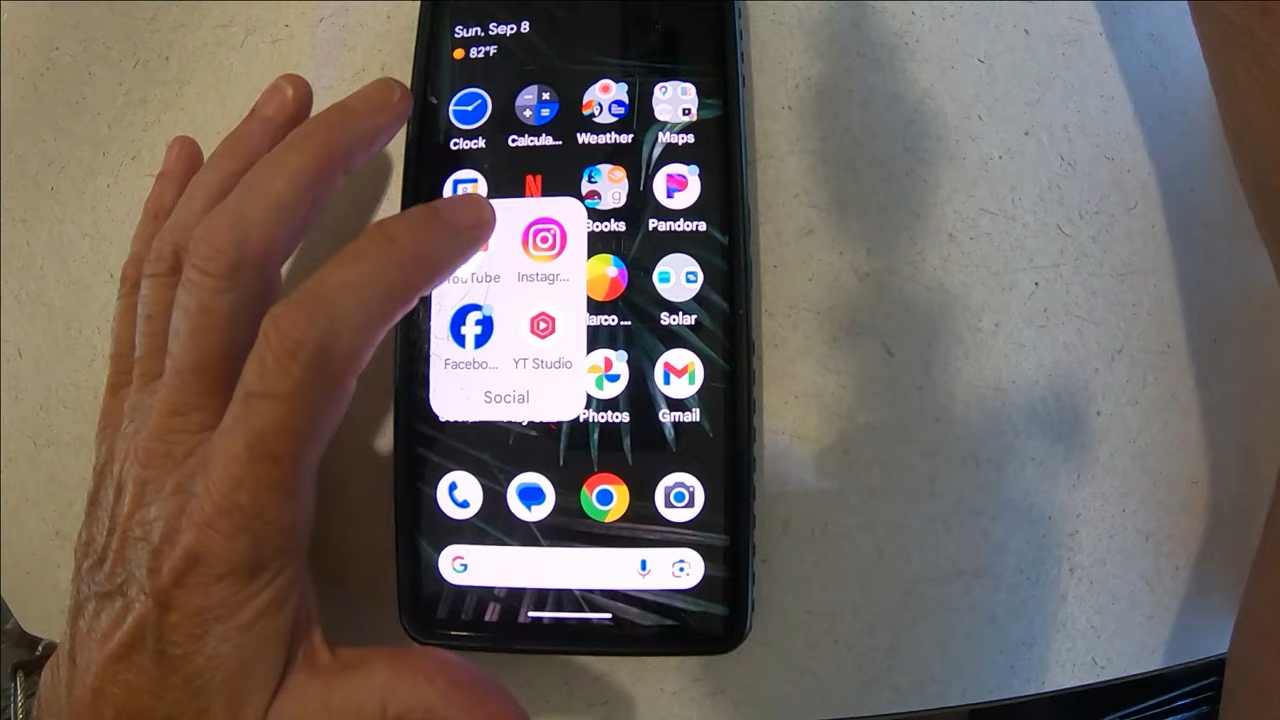 Sun, Sep 8
82°F
Clock Calcula... Weather Maps
Books Pandora
YouTube Instagr...
arco ... Solar
Facebo... YT Studio
Social
Photos Gmail